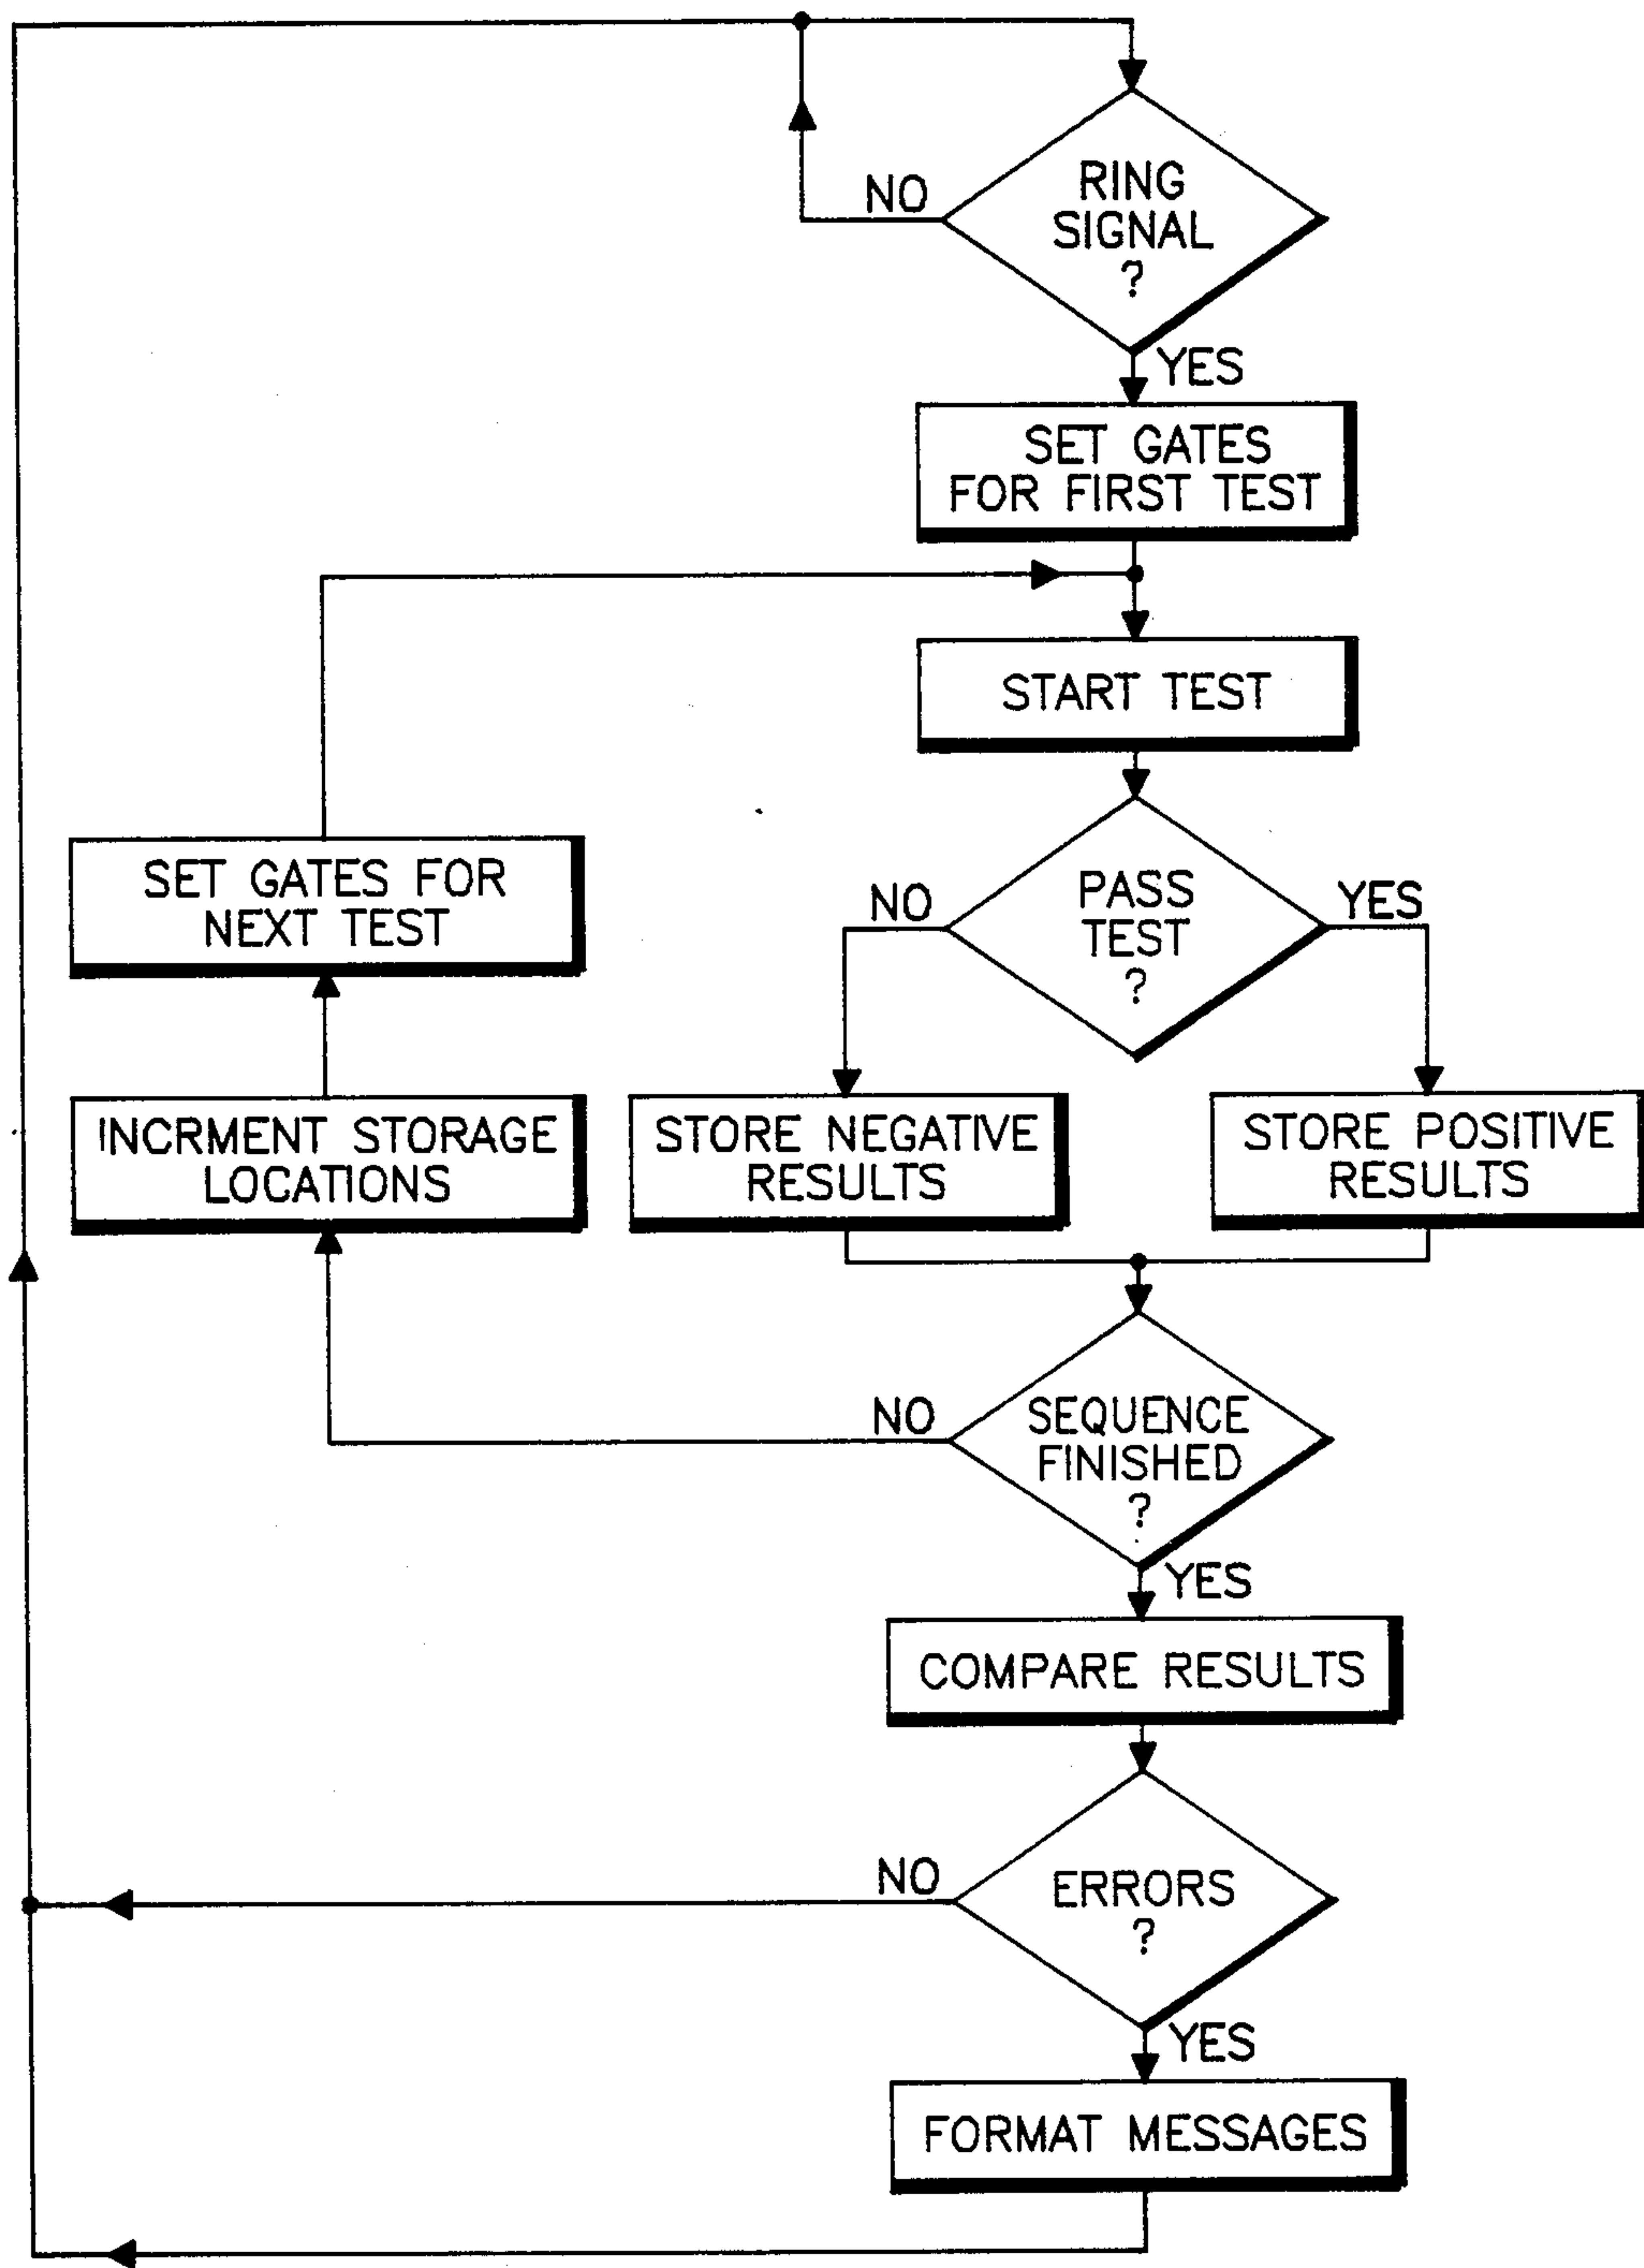 RING
SIGNAL
?
NO
YES
SET GATES
FOR FIRST TEST
START TEST
PASS
TEST
?
NO
YES
SET GATES FOR
NEXT TEST
INCRMENT STORAGE
LOCATIONS
STORE NEGATIVE
RESULTS
STORE POSITIVE
RESULTS
SEQUENCE
FINISHED
?
NO
YES
COMPARE RESULTS
ERRORS
?
NO
YES
FORMAT MESSAGES